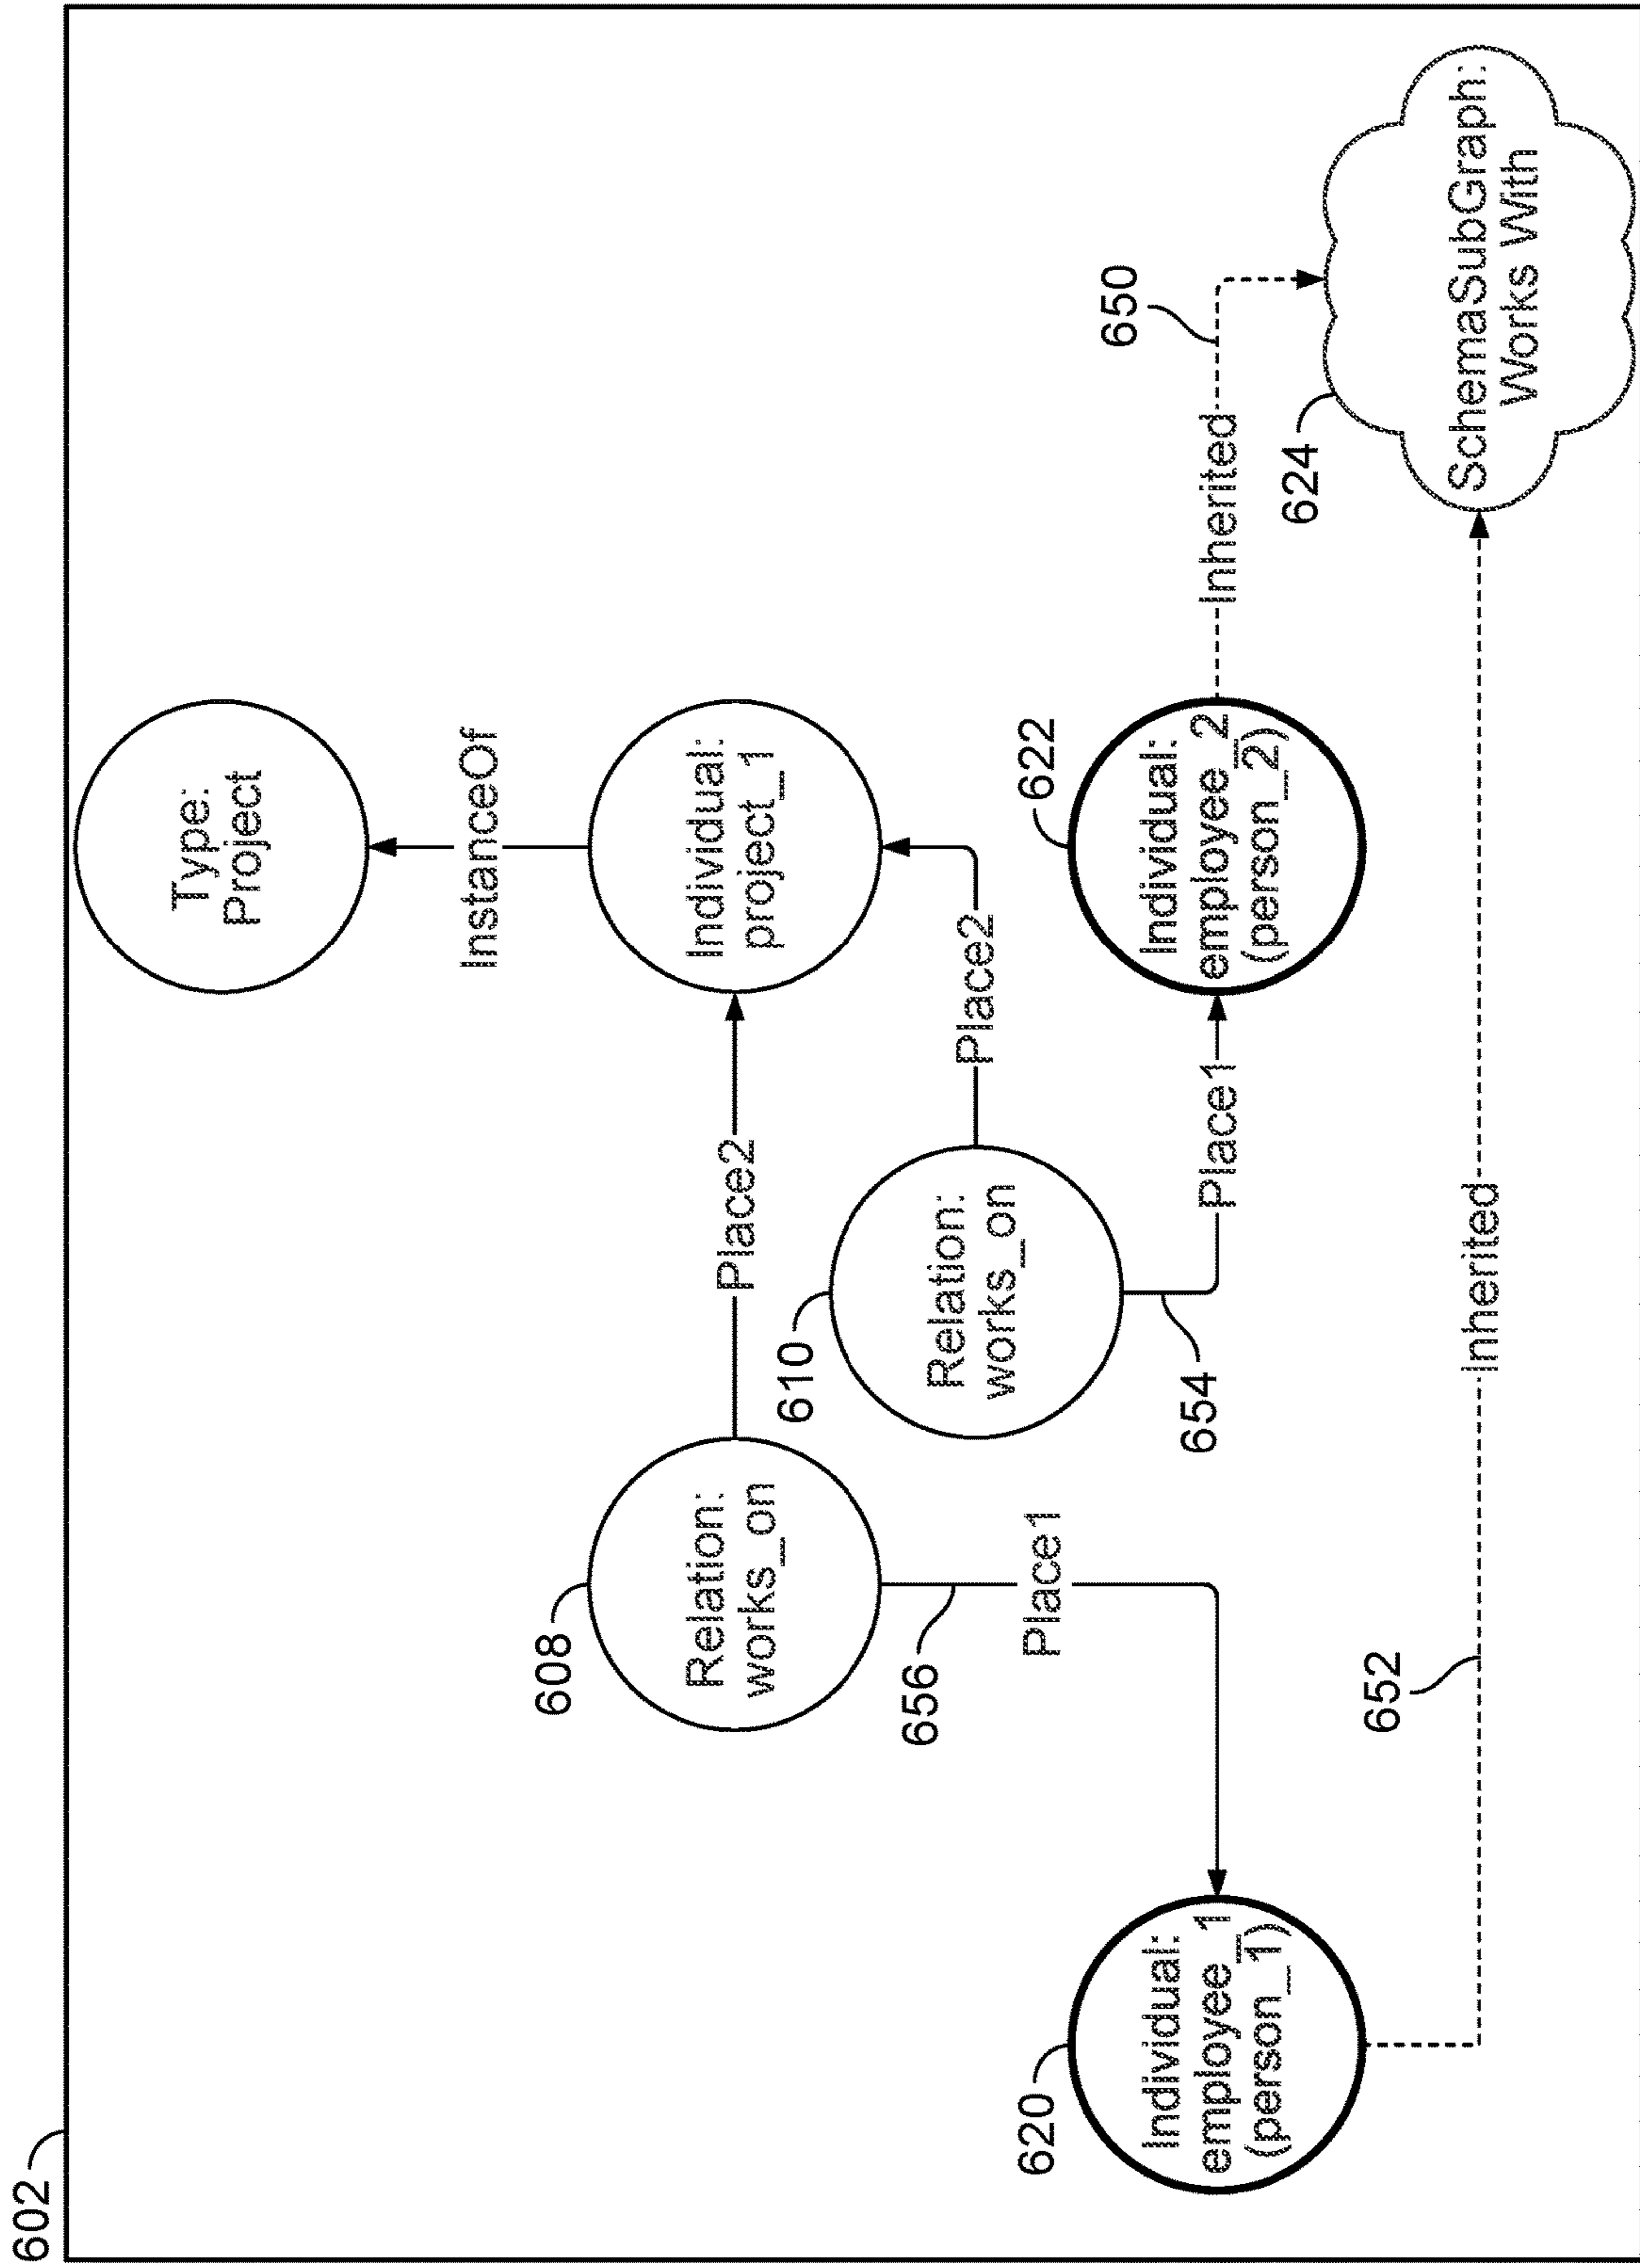 602
Type:
Project
InstanceOf
608
Relation:
works_on
Place2
Individual:
project_1
610
Relation:
works_on
Place2
656
Place1
654
Place1
620
Individual:
employee_1
(person_1)
622
Individual:
employee_2
(person_2)
Inherited
650
624
SchemaSubGraph:
Works With
652
Inherited